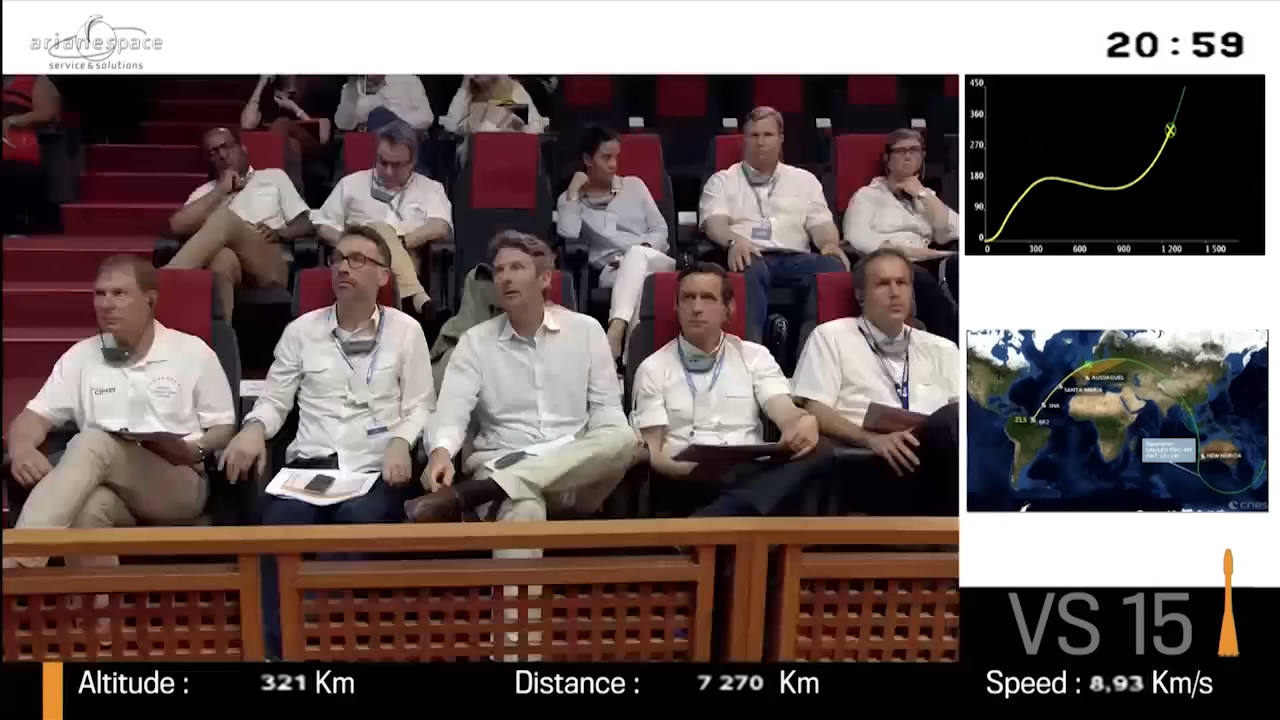 arianespace
service & solutions
20:59
450
360
270
180
90
0
0 300 600 900 1 200 1 500
AUSSAGUEL
SANTA MARIA
ZLS
NEW NORCIA
cnes
VS 15
Altitude : 321 Km
Distance : 7 270 Km
Speed : 8,93 Km/s